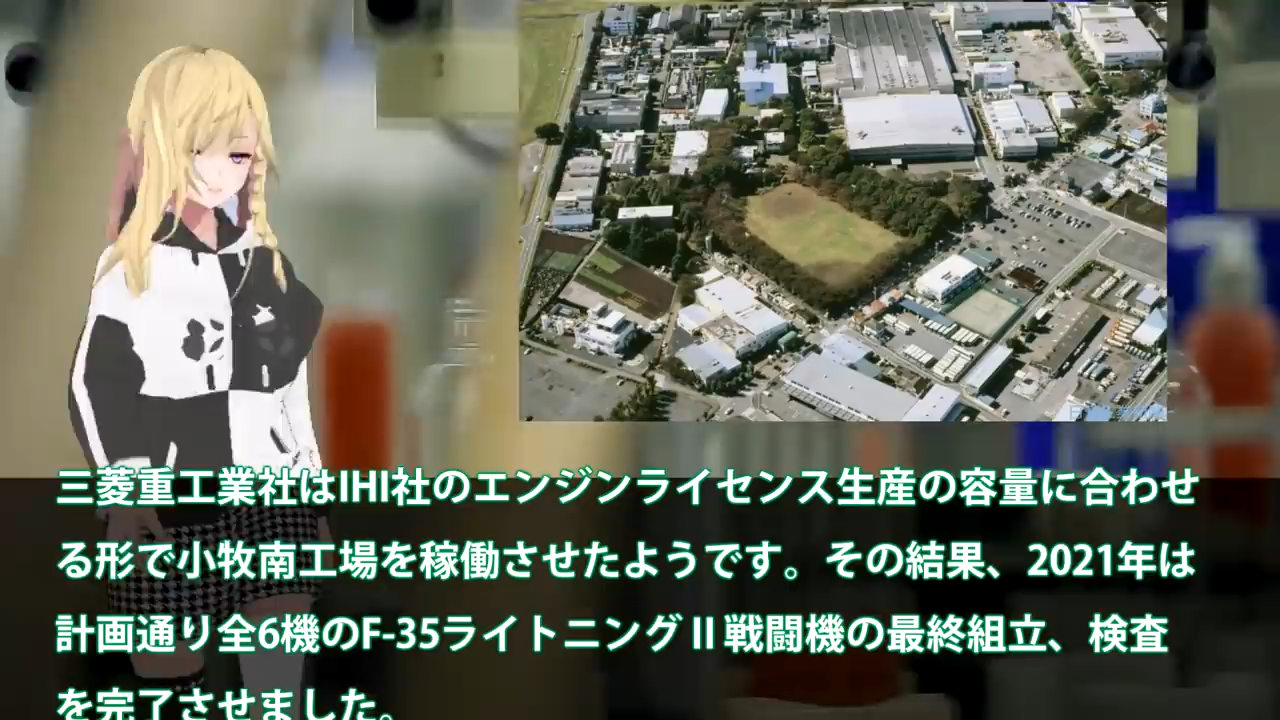 三菱重工業社はIHI社のエンジンライセンス生産の容量に合わせ
る形で小牧南工場を稼働させたようです。その結果、2021年は
計画通り全6機のF-35ライトニングⅡ戦闘機の最終組立、検査
を完了させました。